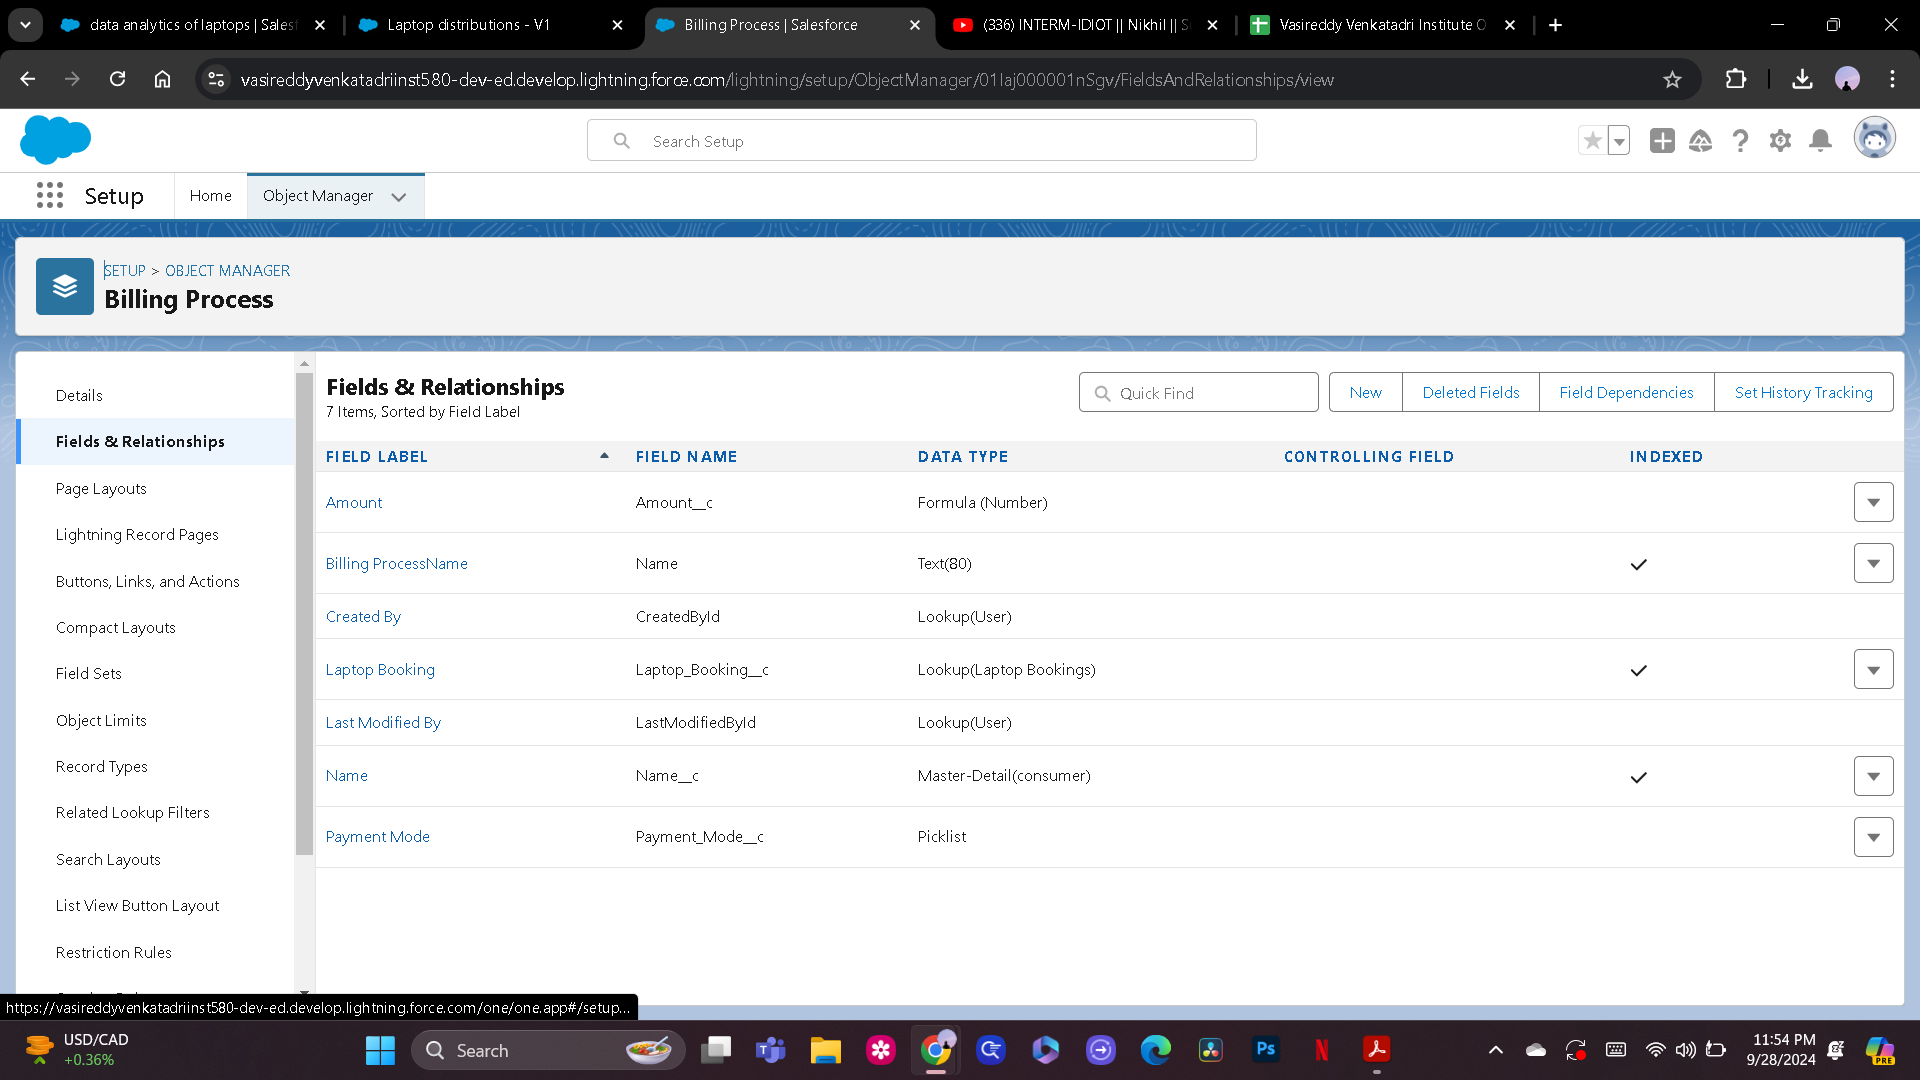 data analytics of laptops | Sales
Laptop distributions - V1
Billing Process | Salesforce
(336) INTERM-IDIOT || Nikhil || S
Vasireddy Venkatadri Institute O
vasireddyvenkatadriinst580-dev-ed.develop.lightning.force.com/lightning/setup/ObjectManager/01Iaj000001nSgv/FieldsAndRelationships/view
Search Setup
Setup
Home
Object Manager
SETUP > OBJECT MANAGER
Billing Process
Details
Fields & Relationships
Page Layouts
Lightning Record Pages
Buttons, Links, and Actions
Compact Layouts
Field Sets
Object Limits
Record Types
Related Lookup Filters
Search Layouts
List View Button Layout
Restriction Rules
Fields & Relationships
7 Items, Sorted by Field Label
Quick Find
New
Deleted Fields
Field Dependencies
Set History Tracking
FIELD LABEL FIELD NAME DATA TYPE CONTROLLING FIELD INDEXED
Amount Amount__c Formula (Number)
Billing ProcessName Name Text(80)
Created By CreatedById Lookup(User)
Laptop Booking Laptop_Booking__c Lookup(Laptop Bookings)
Last Modified By LastModifiedById Lookup(User)
Name Name__c Master-Detail(consumer)
Payment Mode Payment_Mode__c Picklist
https://vasireddyvenkatadriinst580-dev-ed.develop.lightning.force.com/one/one.app#/setup...
USD/CAD
+0.36%
Search
Ps
PRE
11:54 PM
9/28/2024